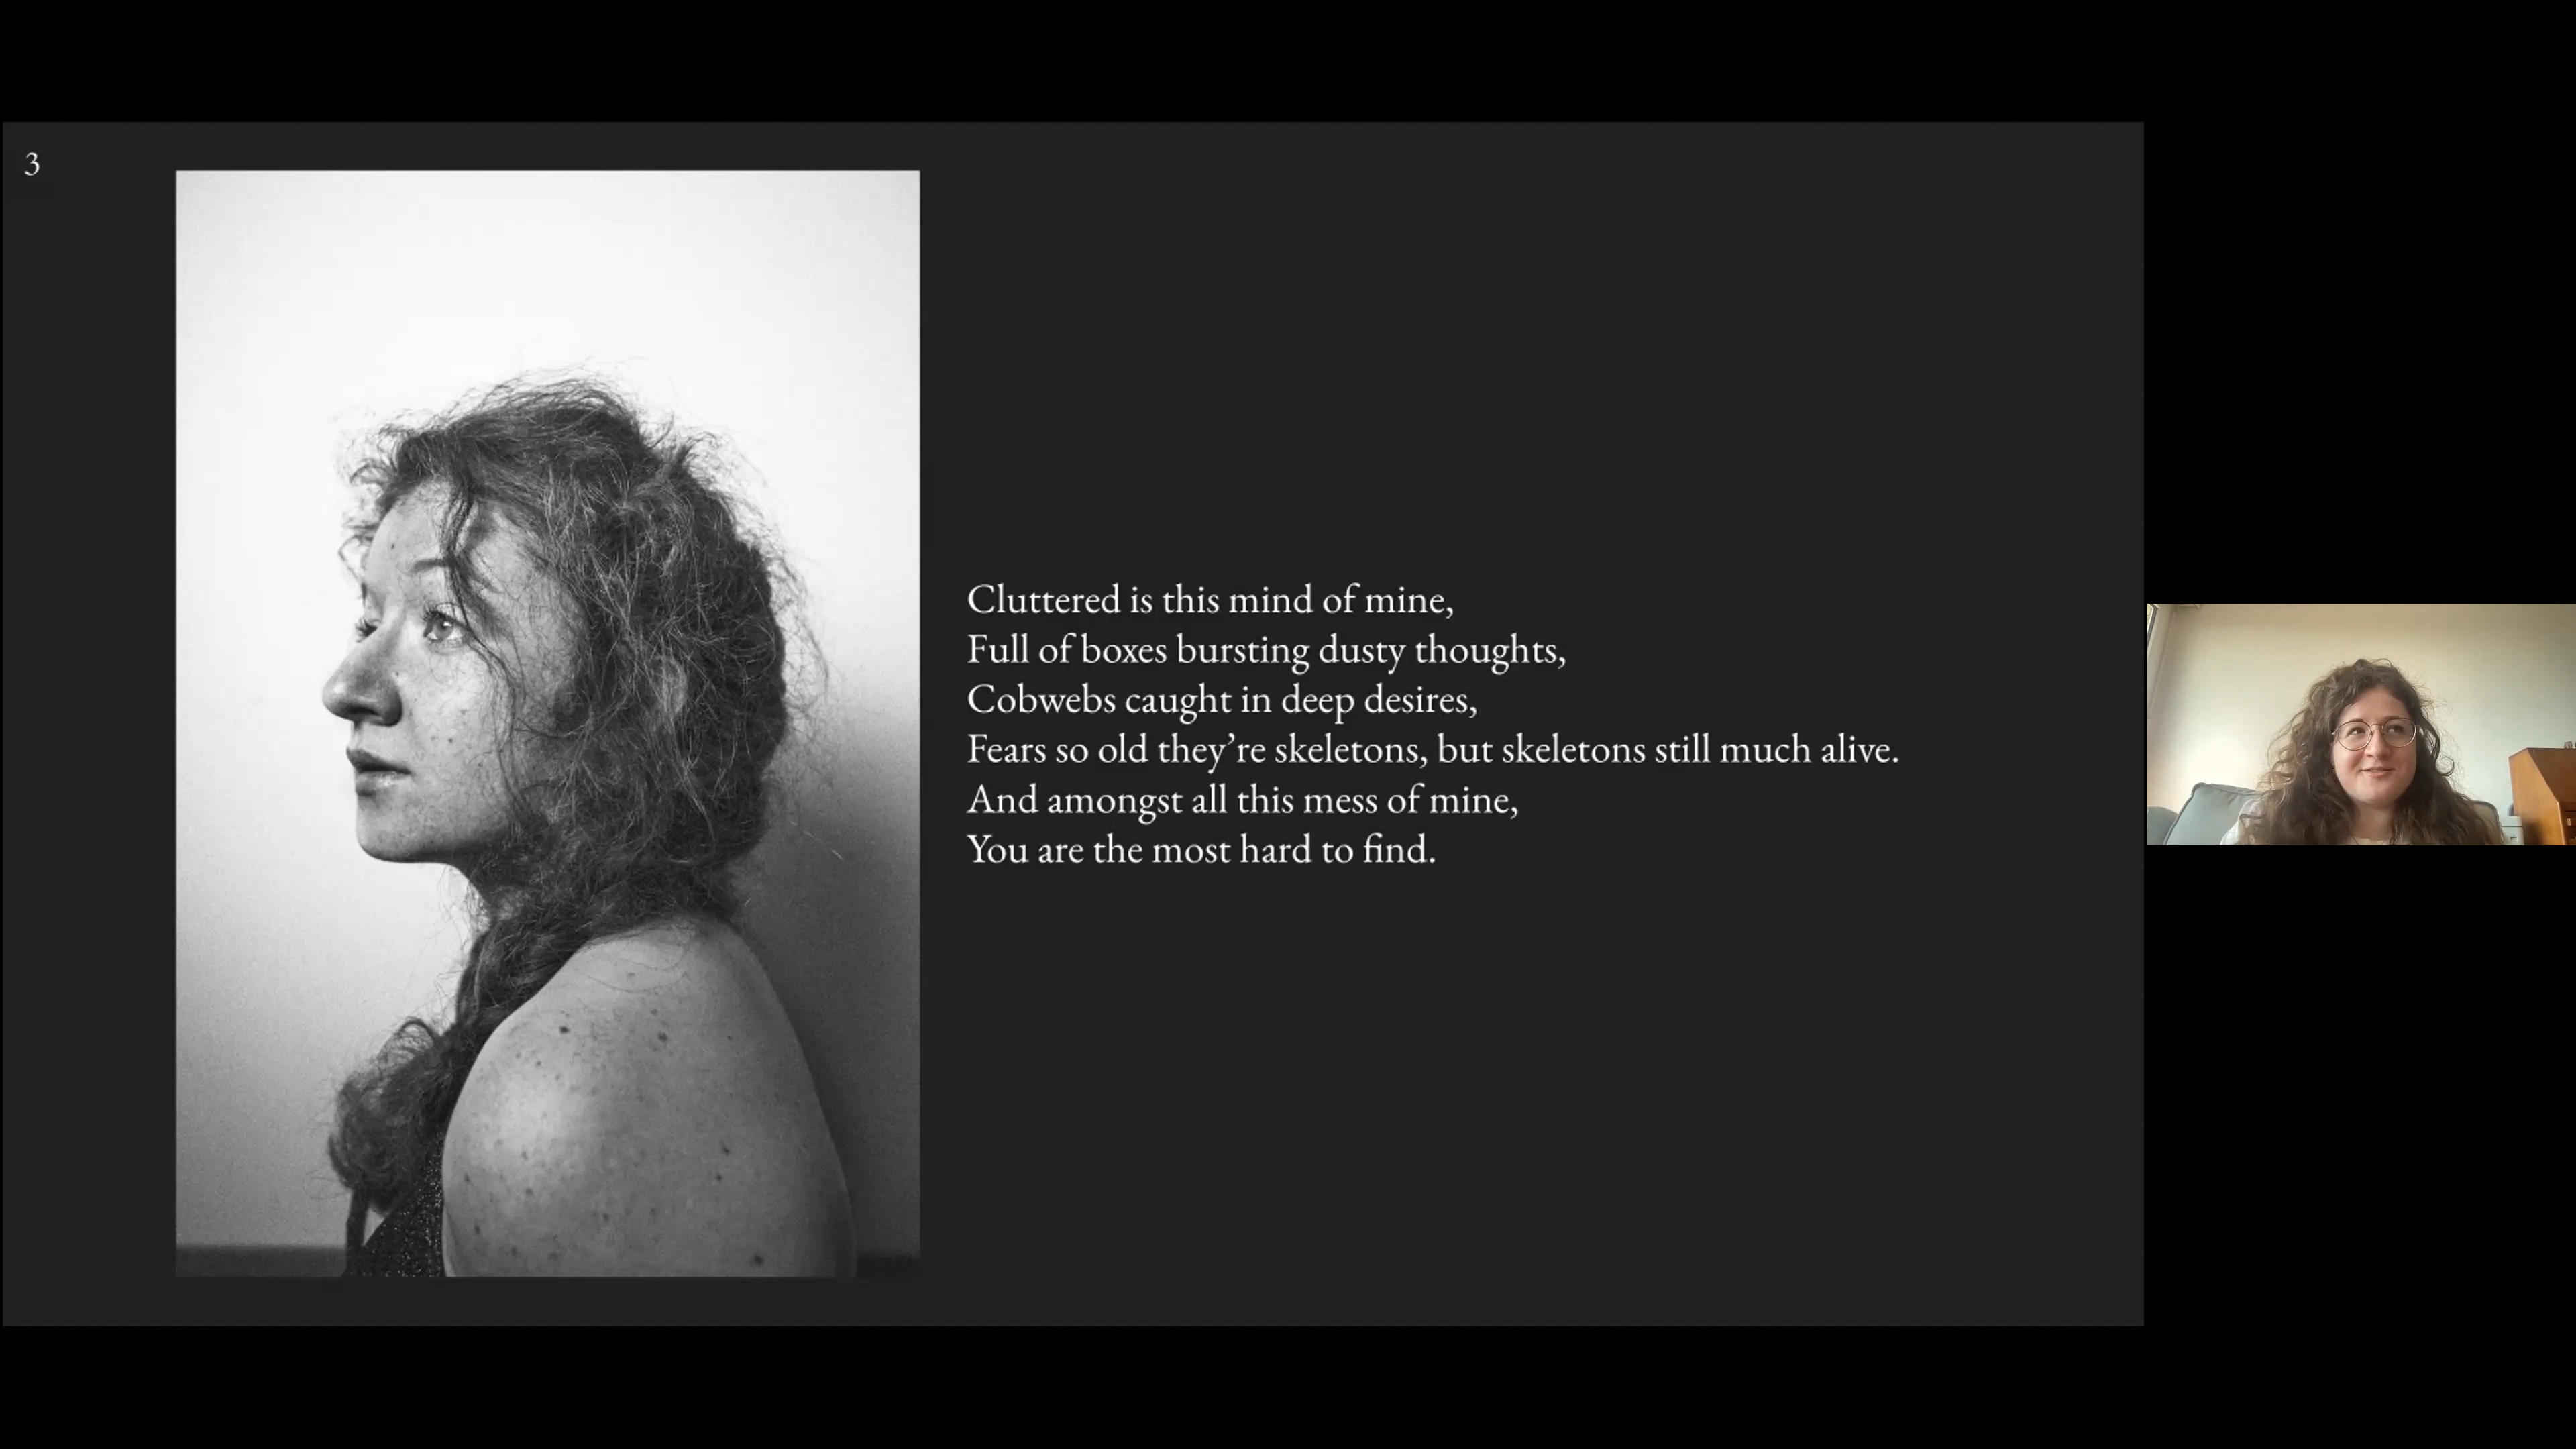 3
Cluttered is this mind of mine,
Full of boxes bursting dusty thoughts,
Cobwebs caught in deep desires,
Fears so old they’re skeletons, but skeletons still much alive.
And amongst all this mess of mine,
You are the most hard to find.